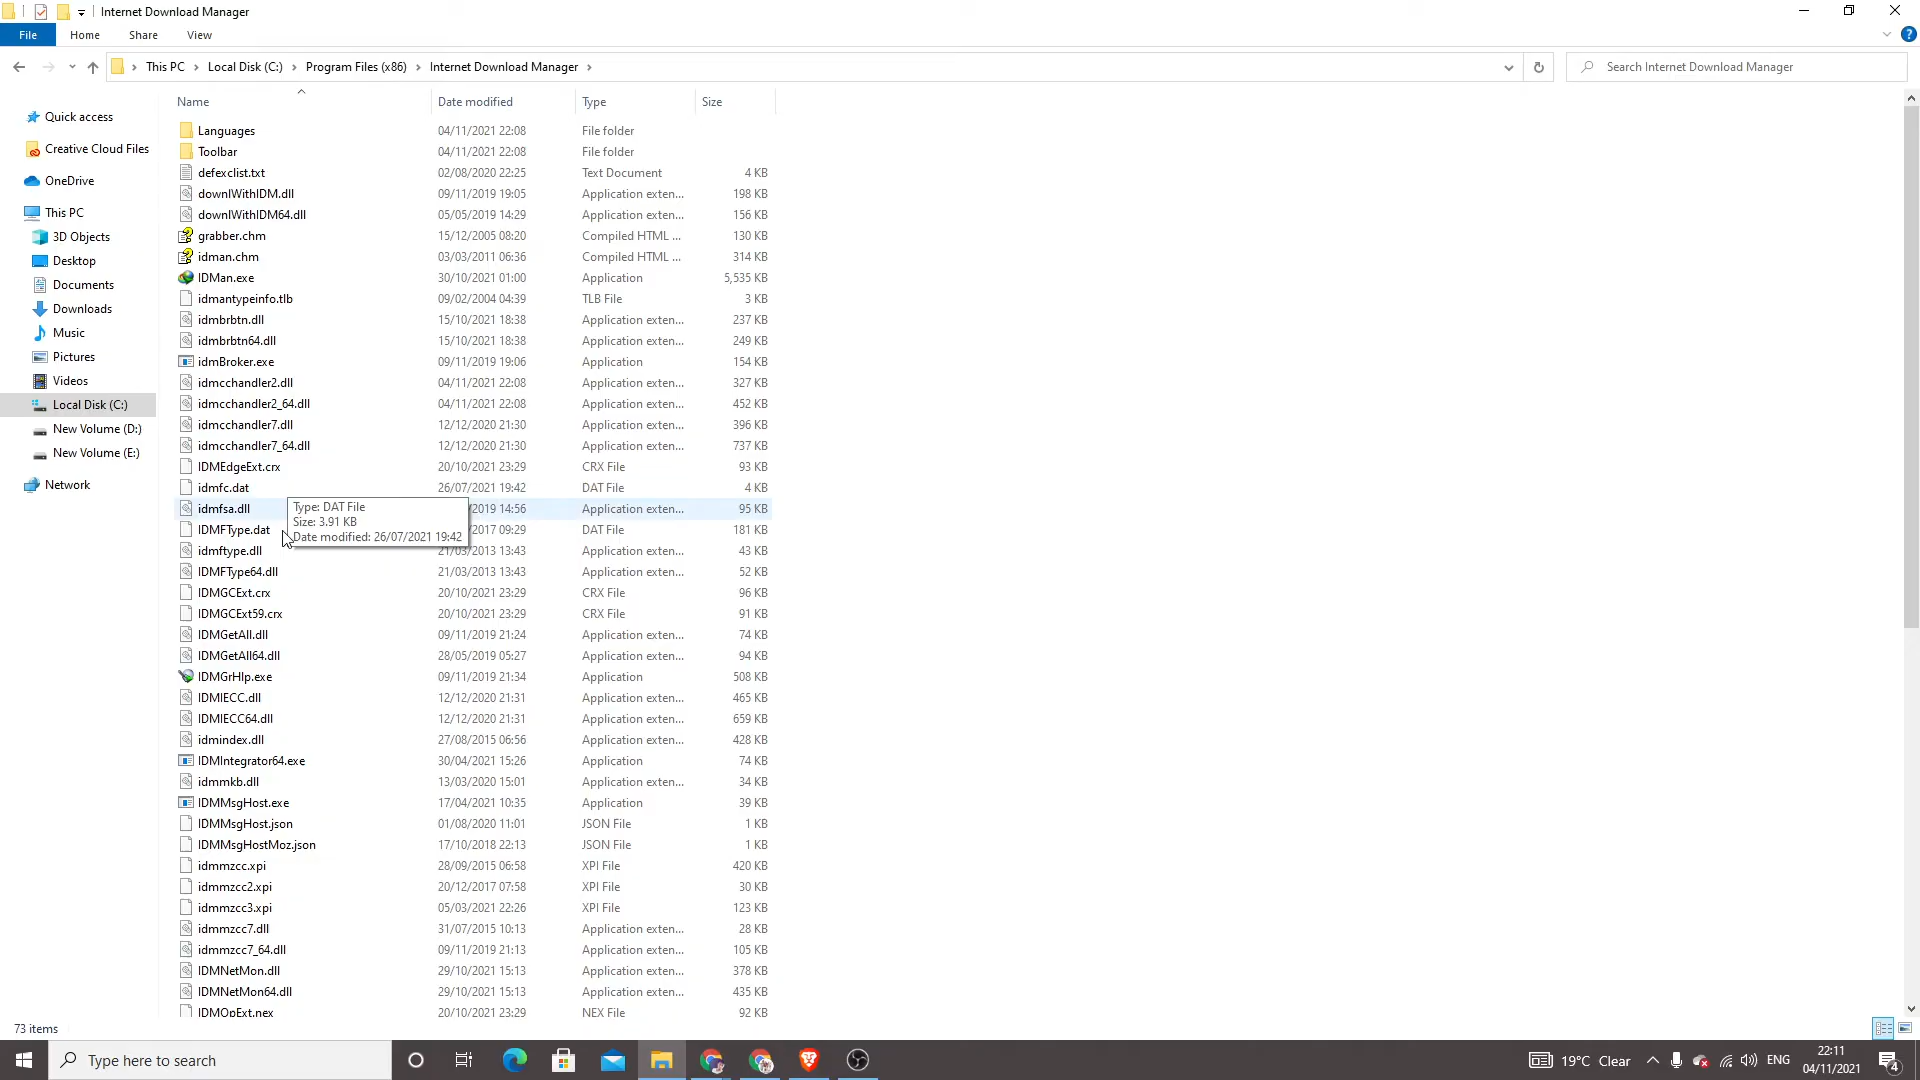 Internet Download Manager
File Home Share View
This PC Local Disk (C:) Program Files (x86) Internet Download Manager
Search Internet Download Manager
Name Date modified Type Size
Quick access
Creative Cloud Files
OneDrive
This PC
3D Objects
Desktop
Documents
Downloads
Music
Pictures
Videos
Local Disk (C:)
New Volume (D:)
New Volume (E:)
Network
Languages 04/11/2021 22:08 File folder
Toolbar 04/11/2021 22:08 File folder
defexclist.txt 02/08/2020 22:25 Text Document 4 KB
downlWithIDM.dll 09/11/2019 19:05 Application exten... 198 KB
downlWithIDM64.dll 05/05/2019 14:29 Application exten... 156 KB
grabber.chm 15/12/2005 08:20 Compiled HTML ... 130 KB
idman.chm 03/03/2011 06:36 Compiled HTML ... 314 KB
IDMan.exe 30/10/2021 01:00 Application 5,535 KB
idmantypeinfo.tlb 09/02/2004 04:39 TLB File 3 KB
idmbrbtn.dll 15/10/2021 18:38 Application exten... 237 KB
idmbrbtn64.dll 15/10/2021 18:38 Application exten... 249 KB
idmBroker.exe 09/11/2019 19:06 Application 154 KB
idmcchandler2.dll 04/11/2021 22:08 Application exten... 327 KB
idmcchandler2_64.dll 04/11/2021 22:08 Application exten... 452 KB
idmcchandler7.dll 12/12/2020 21:30 Application exten... 396 KB
idmcchandler7_64.dll 12/12/2020 21:30 Application exten... 737 KB
IDMEdgeExt.crx 20/10/2021 23:29 CRX File 93 KB
idmfc.dat 26/07/2021 19:42 DAT File 4 KB
idmfsa.dll /2019 14:56 Application exten... 95 KB
IDMFType.dat /2017 09:29 DAT File 181 KB
Type: DAT File
Size: 3.91 KB
Date modified: 26/07/2021 19:42
idmftype.dll 21/03/2013 13:43 Application exten... 43 KB
IDMFType64.dll 21/03/2013 13:43 Application exten... 52 KB
IDMGCExt.crx 20/10/2021 23:29 CRX File 96 KB
IDMGCExt59.crx 20/10/2021 23:29 CRX File 91 KB
IDMGetAll.dll 09/11/2019 21:24 Application exten... 74 KB
IDMGetAll64.dll 28/05/2019 05:27 Application exten... 94 KB
IDMGrHlp.exe 09/11/2019 21:34 Application 508 KB
IDMIECC.dll 12/12/2020 21:31 Application exten... 465 KB
IDMIECC64.dll 12/12/2020 21:31 Application exten... 659 KB
idmindex.dll 27/08/2015 06:56 Application exten... 428 KB
IDMIntegrator64.exe 30/04/2021 15:26 Application 74 KB
idmmkb.dll 13/03/2020 15:01 Application exten... 34 KB
IDMMsgHost.exe 17/04/2021 10:35 Application 39 KB
IDMMsgHost.json 01/08/2020 11:01 JSON File 1 KB
IDMMsgHostMoz.json 17/10/2018 22:13 JSON File 1 KB
idmmzcc.xpi 28/09/2015 06:58 XPI File 420 KB
idmmzcc2.xpi 20/12/2017 07:58 XPI File 30 KB
idmmzcc3.xpi 05/03/2021 22:26 XPI File 123 KB
idmmzcc7.dll 31/07/2015 10:13 Application exten... 28 KB
idmmzcc7_64.dll 09/11/2019 21:13 Application exten... 105 KB
IDMNetMon.dll 29/10/2021 15:13 Application exten... 378 KB
IDMNetMon64.dll 29/10/2021 15:13 Application exten... 435 KB
IDMOpExt.nex 20/10/2021 23:29 NEX File 92 KB
73 items
Type here to search
19°C Clear
ENG
22:11
04/11/2021
4